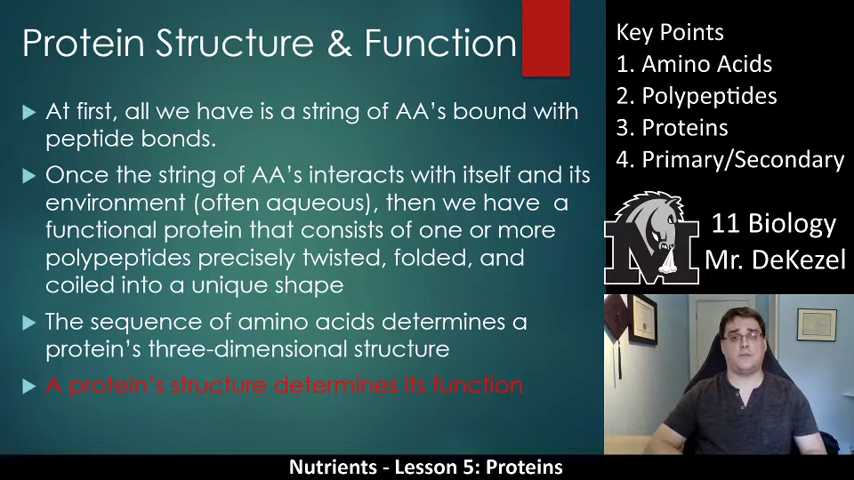 Protein Structure & Function
At first, all we have is a string of AA's bound with
peptide bonds.
Once the string of AA's interacts with itself and its
environment (often aqueous), then we have a
functional protein that consists of one or more
polypeptides precisely twisted, folded, and
coiled into a unique shape
The sequence of amino acids determines a
protein's three-dimensional structure
A protein's structure determines its function
Key Points
1. Amino Acids
2. Polypeptides
3. Proteins
4. Primary/Secondary
M
11 Biology
Mr. DeKezel
Nutrients - Lesson 5: Proteins